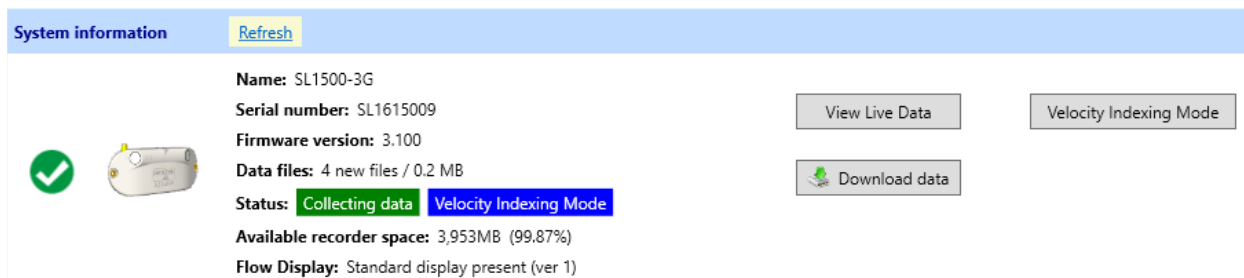 System information Refresh
Name: SL1500-3G
Serial number: SL1615009
View Live Data Velocity Indexing Mode
Firmware version: 3.100
Data files: 4 new files / 0.2 MB
Download data
Status: Collecting data Velocity Indexing Mode
Available recorder space: 3,953MB (99.87%)
Flow Display: Standard display present (ver 1)